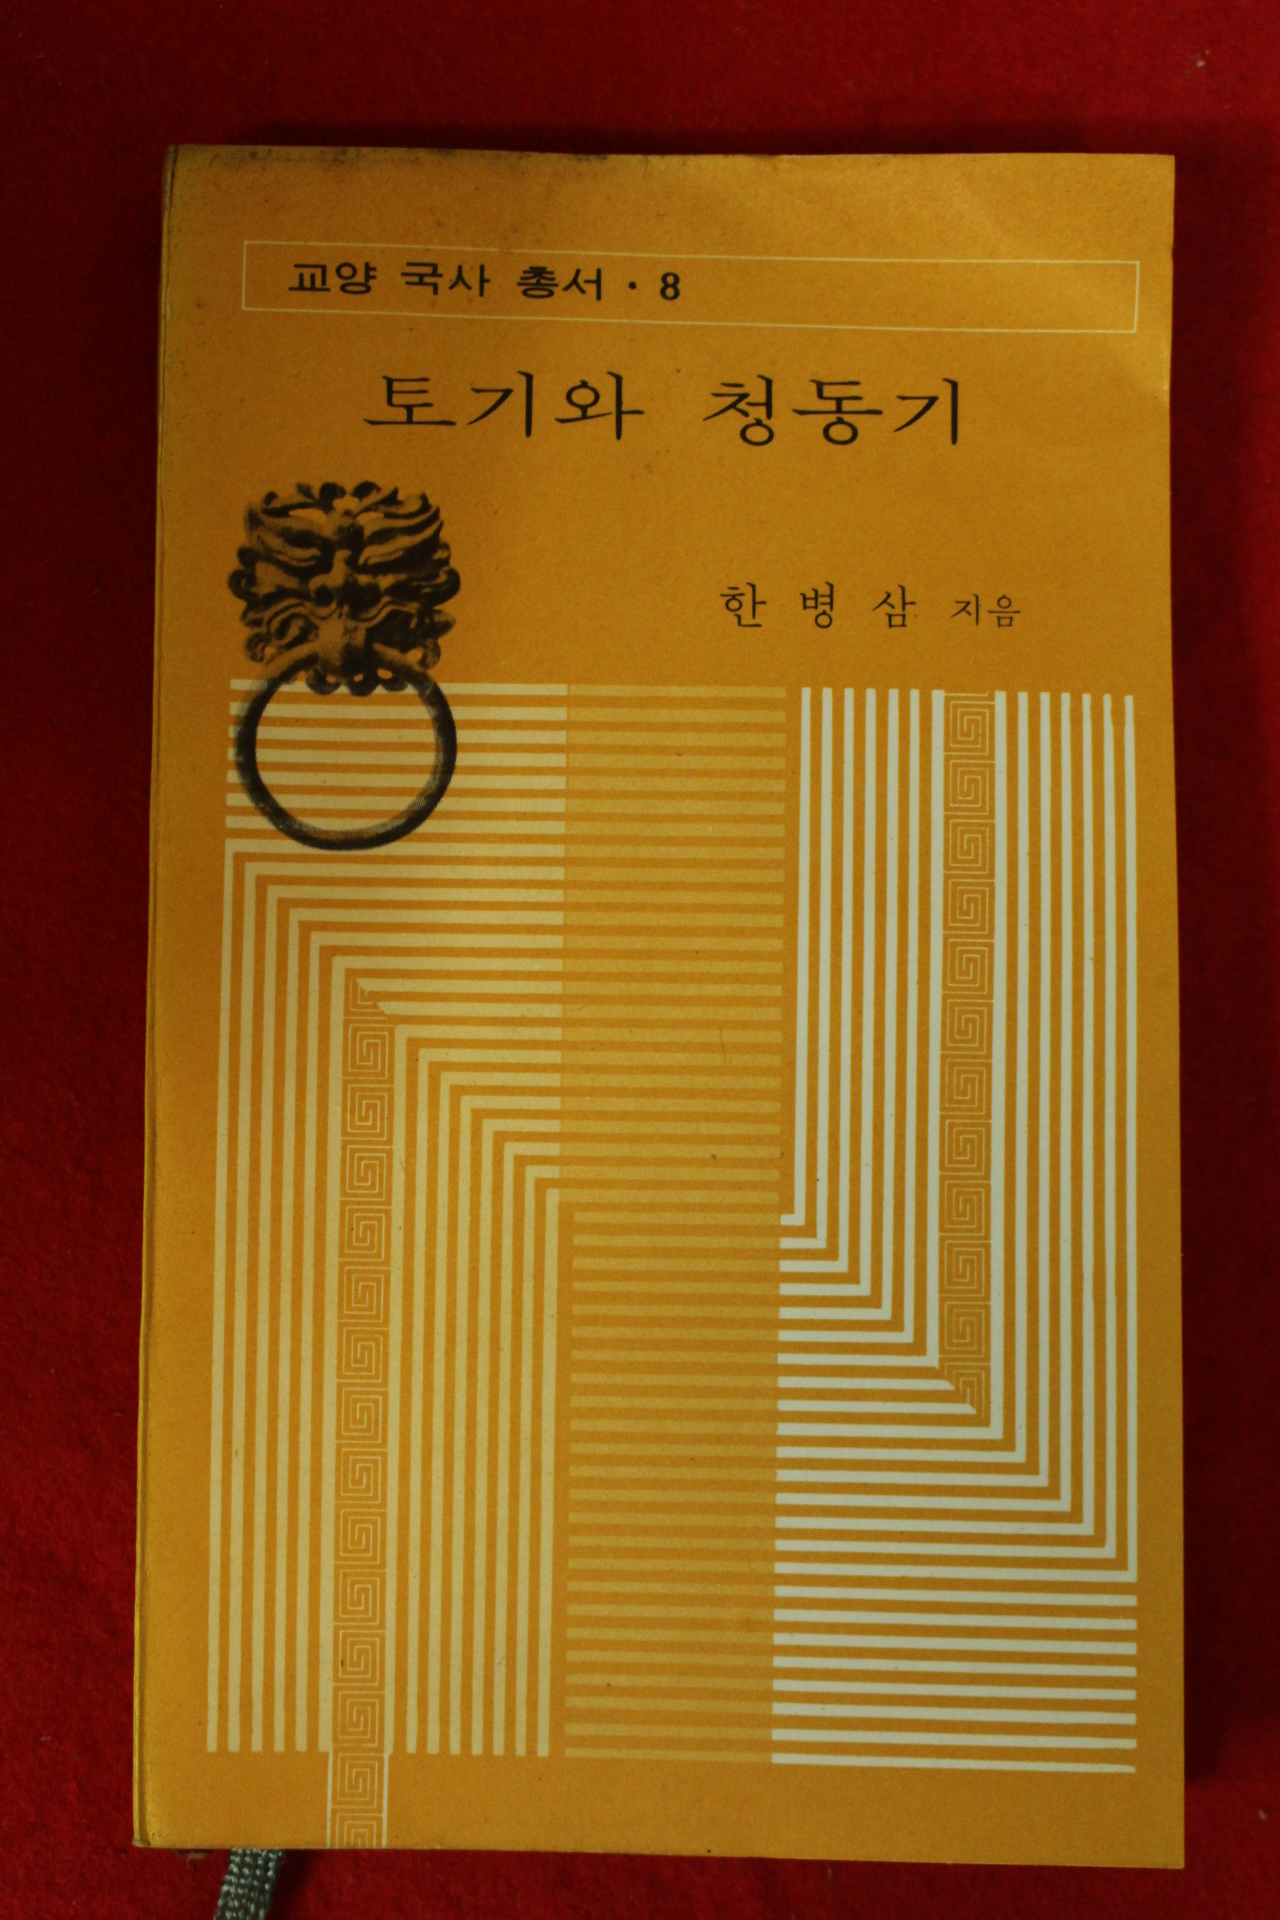 교양 국사 총서 · 8
토기와 청동기
한 병 삼 지음